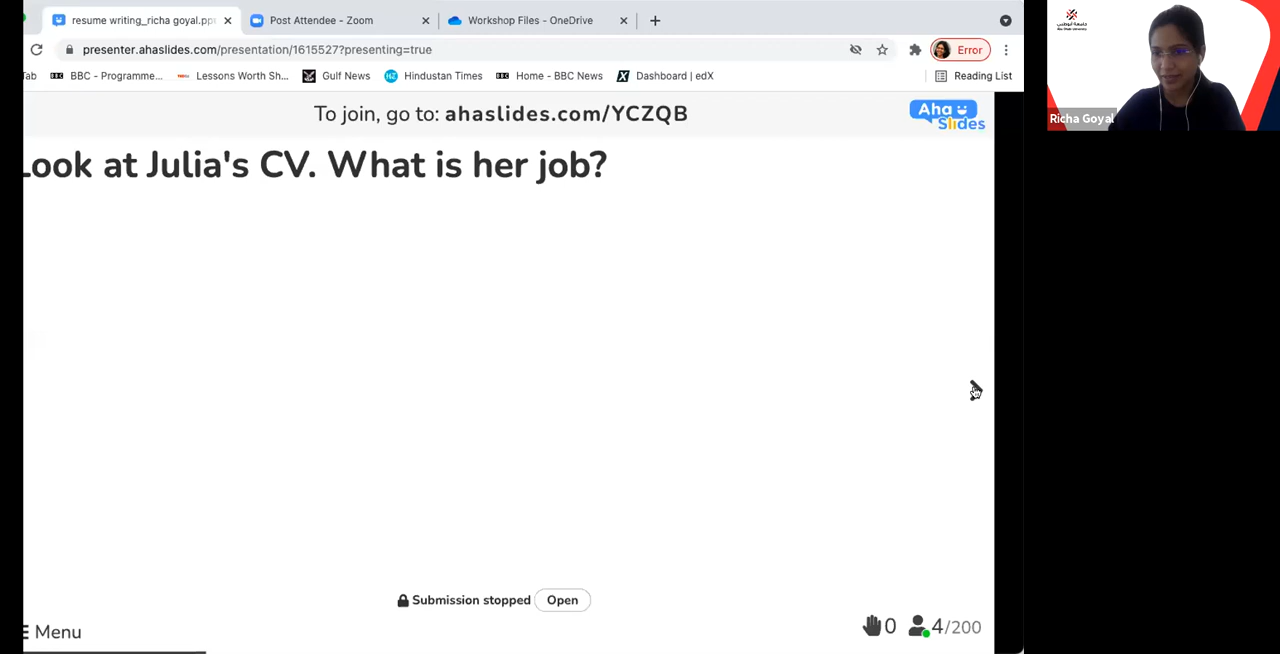 resume writing_richa goyal.pp
Post Attendee - Zoom
Workshop Files - OneDrive
presenter.ahaslides.com/presentation/1615527?presenting=true
Error
ab
BBC - Programme...
Lessons Worth Sh...
Gulf News
Hindustan Times
Home - BBC News
Dashboard | edX
Reading List
To join, go to: ahaslides.com/YCZQB
Aha
Slides
Look at Julia's CV. What is her job?
Submission stopped
Open
Menu
0
4/200
Richa Goyal